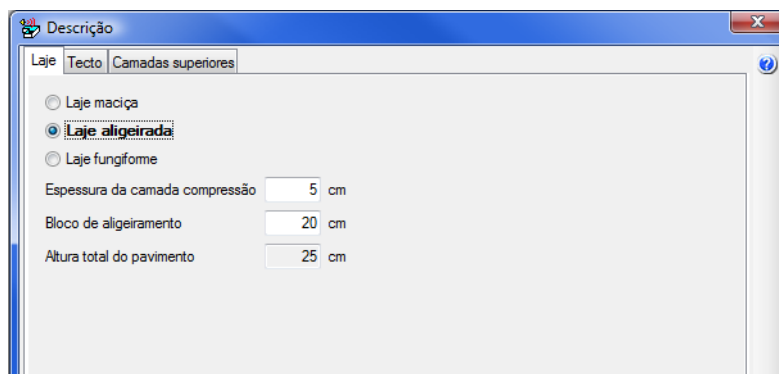 Descrição
Laje Tecto Camadas superiores
Laje maciça
Laje aligeirada
Laje fungiforme
Espessura da camada compressão 5 cm
Bloco de aligeiramento 20 cm
Altura total do pavimento 25 cm